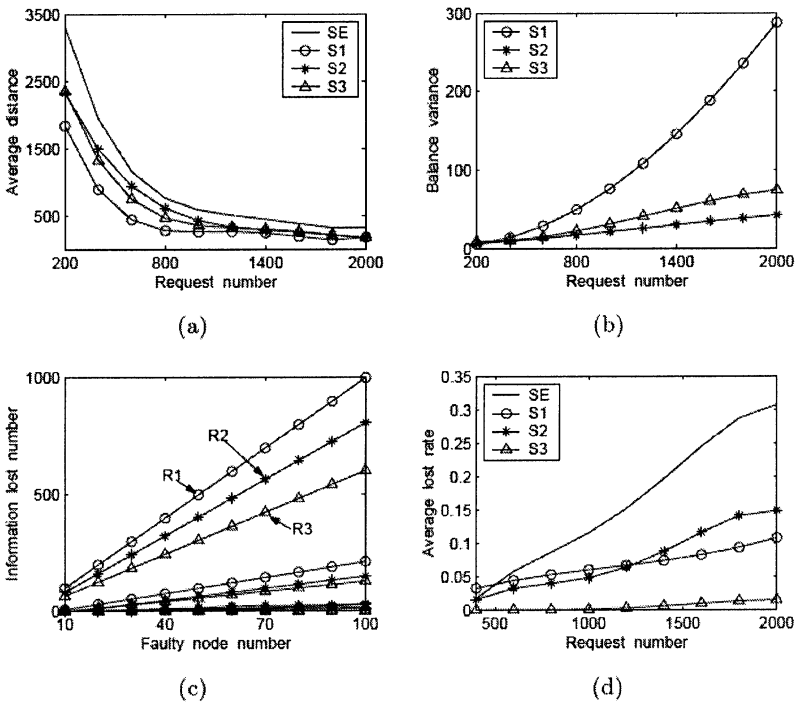 3500
2500
1500
500
Average distance
SE
S1
S2
S3
200
800
1400
2000
Request number
(a)
300
200
100
0
Balance variance
S1
S2
S3
200
800
1400
2000
Request number
(b)
1000
500
Information lost number
R1
R2
R3
10
40
70
100
Faulty node number
(c)
0.35
0.3
0.25
0.2
0.15
0.1
0.05
0
Average lost rate
SE
S1
S2
S3
500
1000
1500
2000
Request number
(d)